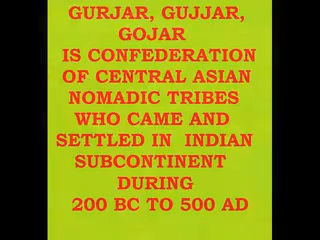 GURJAR, GUJJAR,
GOJAR
IS CONFEDERATION
OF CENTRAL ASIAN
NOMADIC TRIBES
WHO CAME AND
SETTLED IN INDIAN
SUBCONTINENT
DURING
200 BC TO 500 AD